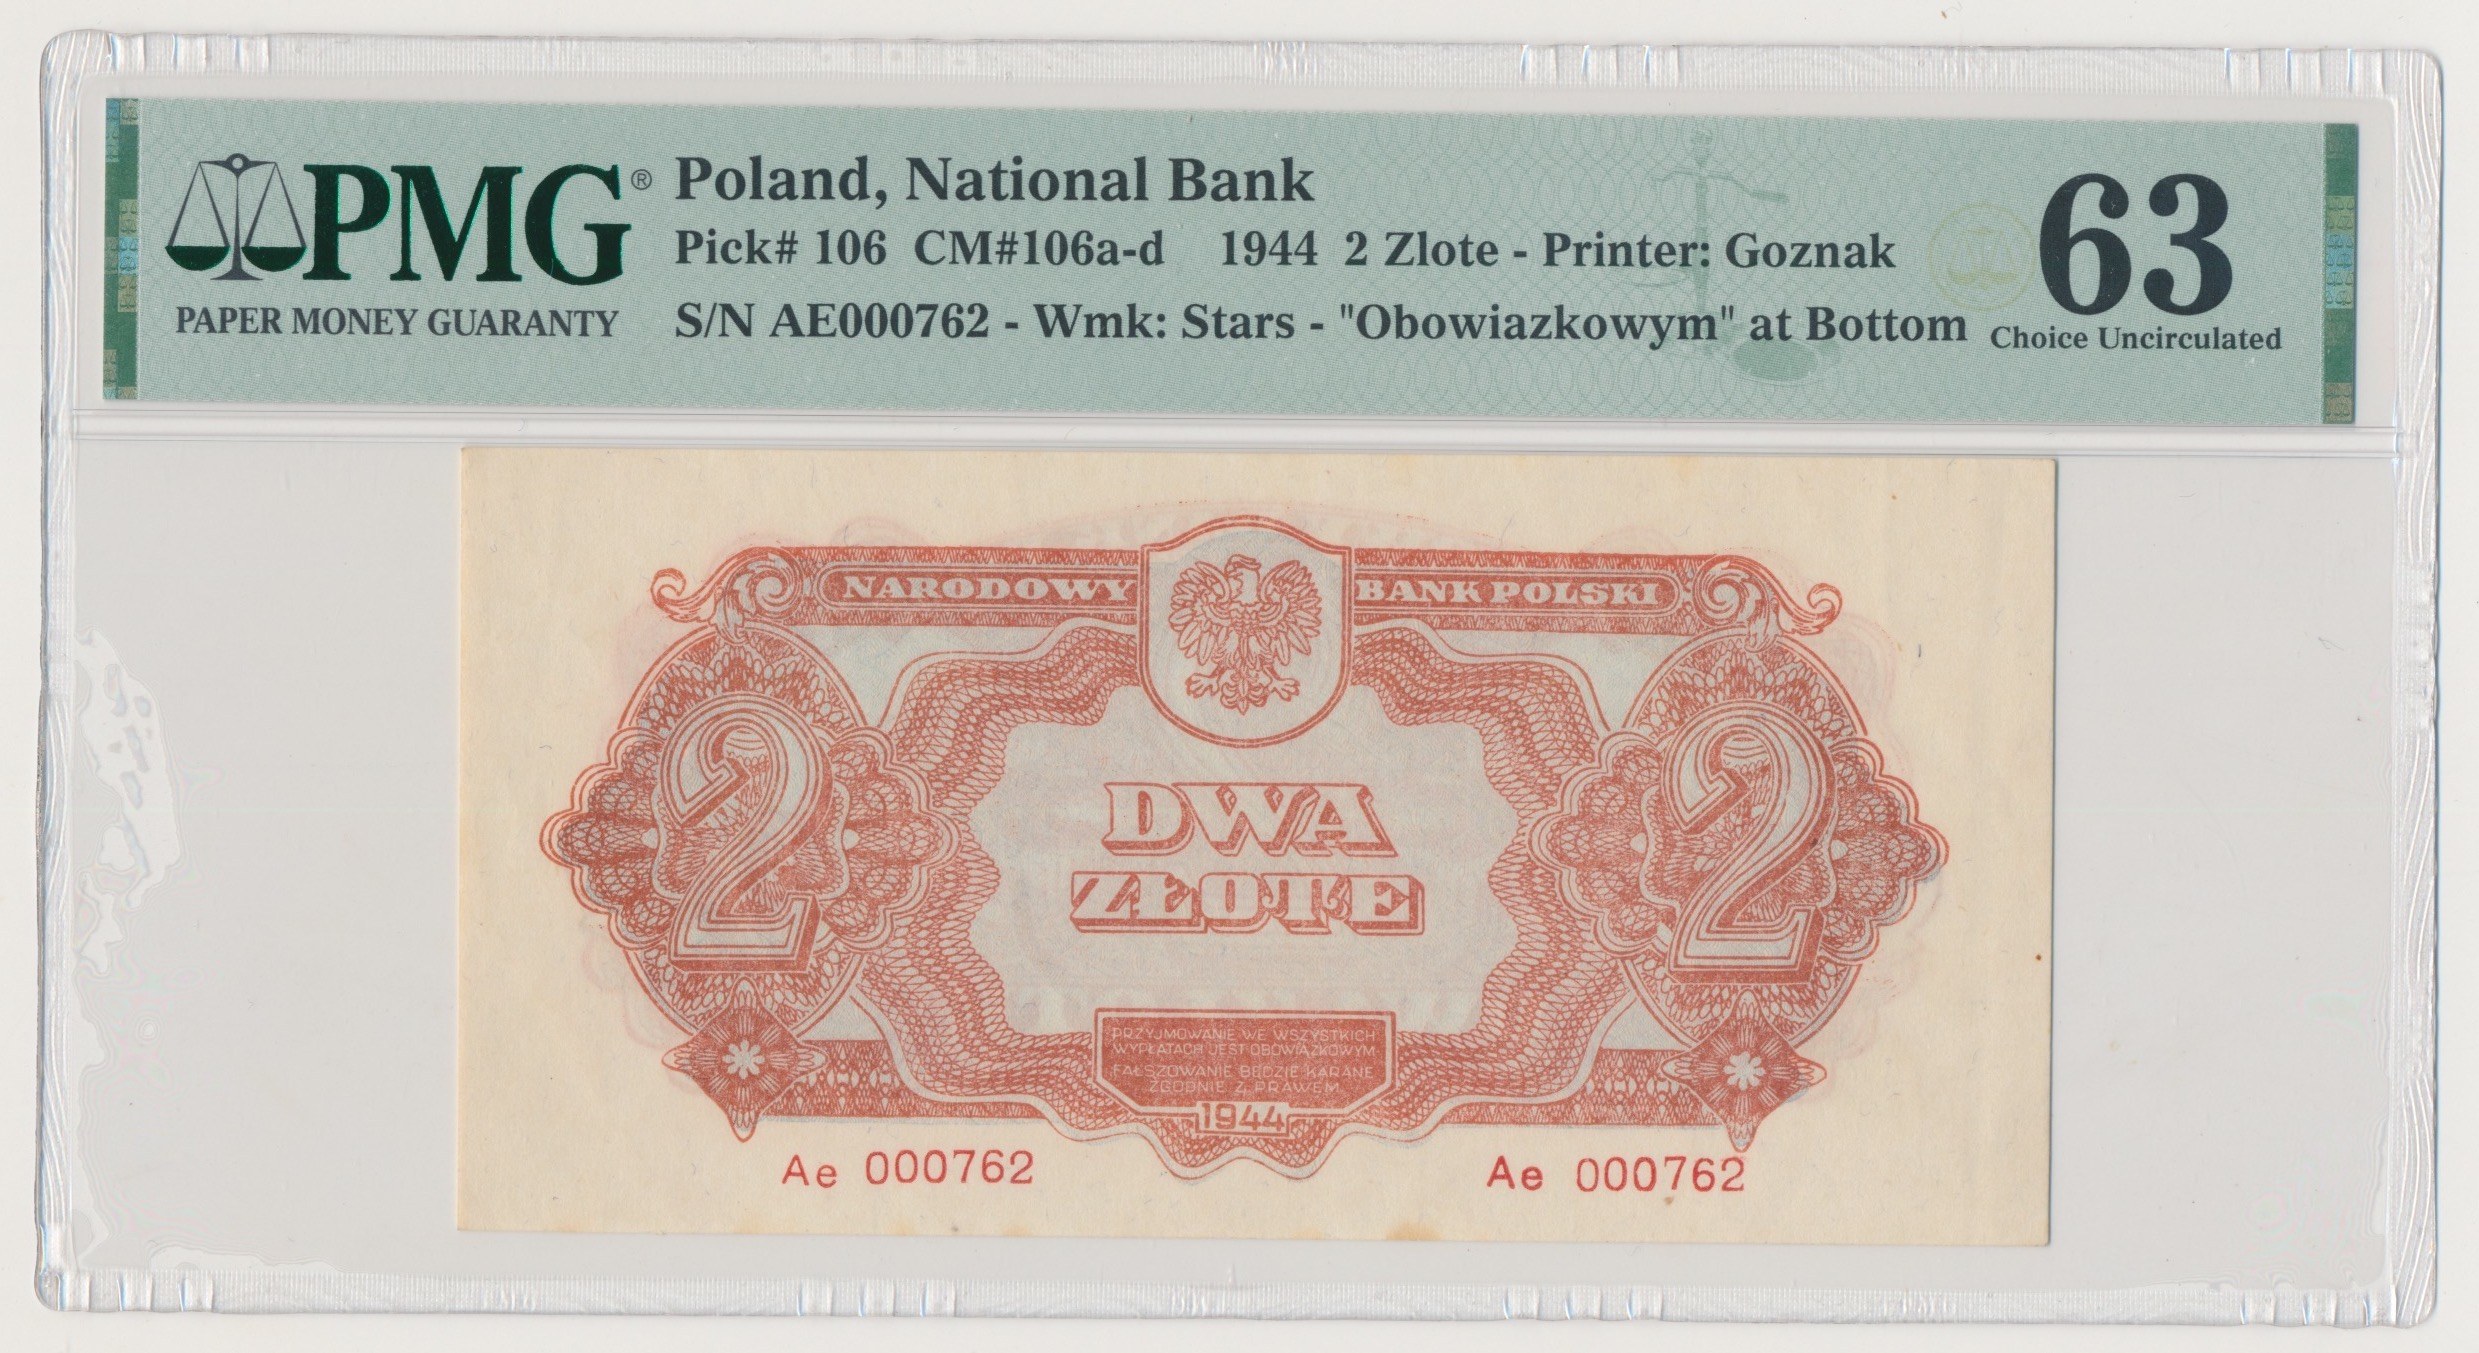 PMG®
PAPER MONEY GUARANTY
Poland, National Bank
Pick# 106 CM#106a-d 1944 2 Zlote - Printer: Goznak
S/N AE000762 - Wmk: Stars - "Obowiazkowym" at Bottom
63
Choice Uncirculated
NARODOWY BANK POLSKI
2 2
DWA
ZŁOTE
PRZYJMOWANIE WE WSZYSTKICH
WYPŁATACH JEST OBOWIĄZKOWYM
FAŁSZOWANIE BĘDZIE KARANE
ZGODNIE Z PRAWEM
1944
Ae 000762 Ae 000762